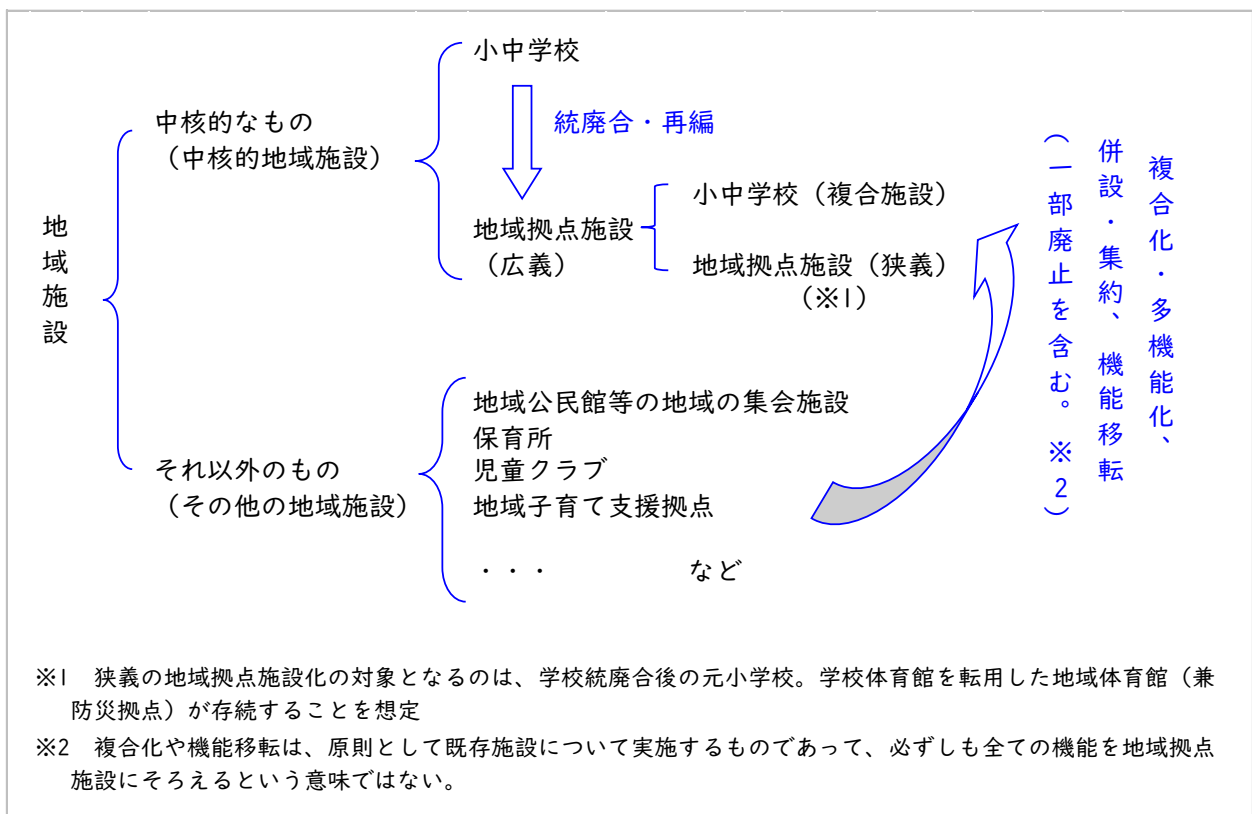 小中学校
統廃合・再編
中核的なもの
（中核的地域施設）
小中学校（複合施設）
地域拠点施設
（広義）
地域拠点施設（狭義）
（※1）
地域施設
地域公民館等の地域の集会施設
保育所
児童クラブ
地域子育て支援拠点
・・・　　　　など
それ以外のもの
（その他の地域施設）
複合化・多機能化、
併設・集約、機能移転
（一部廃止を含む。※2）
※1　狭義の地域拠点施設化の対象となるのは、学校統廃合後の元小学校。学校体育館を転用した地域体育館（兼
防災拠点）が存続することを想定
※2　複合化や機能移転は、原則として既存施設について実施するものであって、必ずしも全ての機能を地域拠点
施設にそろえるという意味ではない。